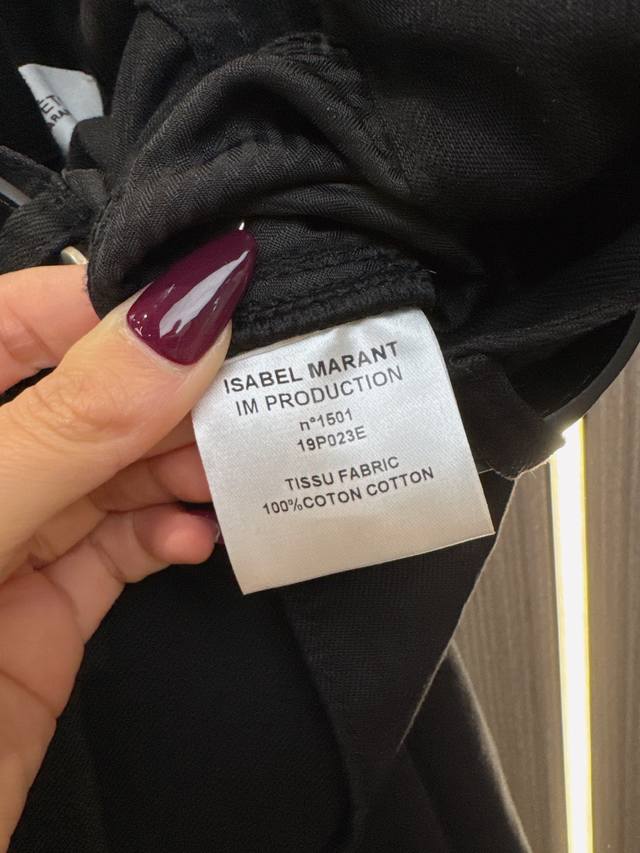 ISABEL MARANT
IM PRODUCTION
n°1501
19P023E
TISSU FABRIC
100%COTON COTTON